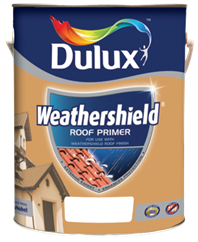 Dulux
Weathershield
ROOF PRIMER
FOR USE WITH
WEATHERSHIELD ROOF FINISH